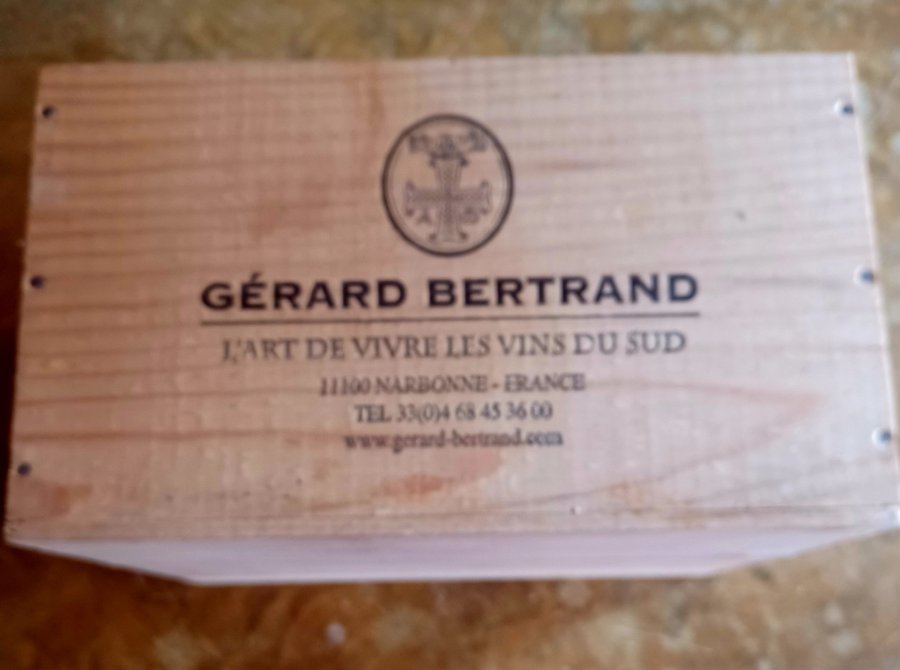 GÉRARD BERTRAND
L'ART DE VIVRE LES VINS DU SUD
11100 NARBONNE - FRANCE
TEL 33(0)4 68 45 36 00
www.gerard-bertrand.com